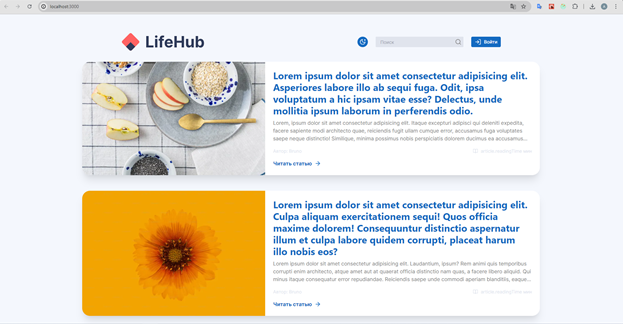 localhost:3000
LifeHub
Поиск
Войти
Lorem ipsum dolor sit amet consectetur adipisicing elit.
Asperiores labore illo ab sequi fuga. Odit, ipsa
voluptatum a hic ipsam vitae esse? Delectus, unde
mollitia ipsum laborum in perferendis odio.
Lorem, ipsum dolor sit amet consectetur adipisicing elit. Itaque excepturi adipisci qui deleniti expedita,
facere sapiente modi architecto quae, reiciendis fugit ullam cumque error, accusamus fuga voluptates
saepe neque distinctio! Similique, minima possimus nobis perspiciatis dolorem ducimus ea accusamus...
Читать статью
Lorem ipsum dolor sit amet consectetur adipisicing elit.
Culpa aliquam exercitationem sequi! Quos officia
maxime dolorem! Consequuntur distinctio aspernatur
illum et culpa labore quidem corrupti, placeat harum
illo nobis eos?
Lorem ipsum dolor sit amet consectetur adipisicing elit. Laudantium, ipsum? Rem animi quis temporibus
corrupti enim architecto, atque amet aut at quaerat officia distinctio nam quas, a facere libero aliquid. Qui
minus itaque consequatur error repudiandae. Reiciendis saepe unde commodi aperiam blanditiis, eaque...
Читать статью